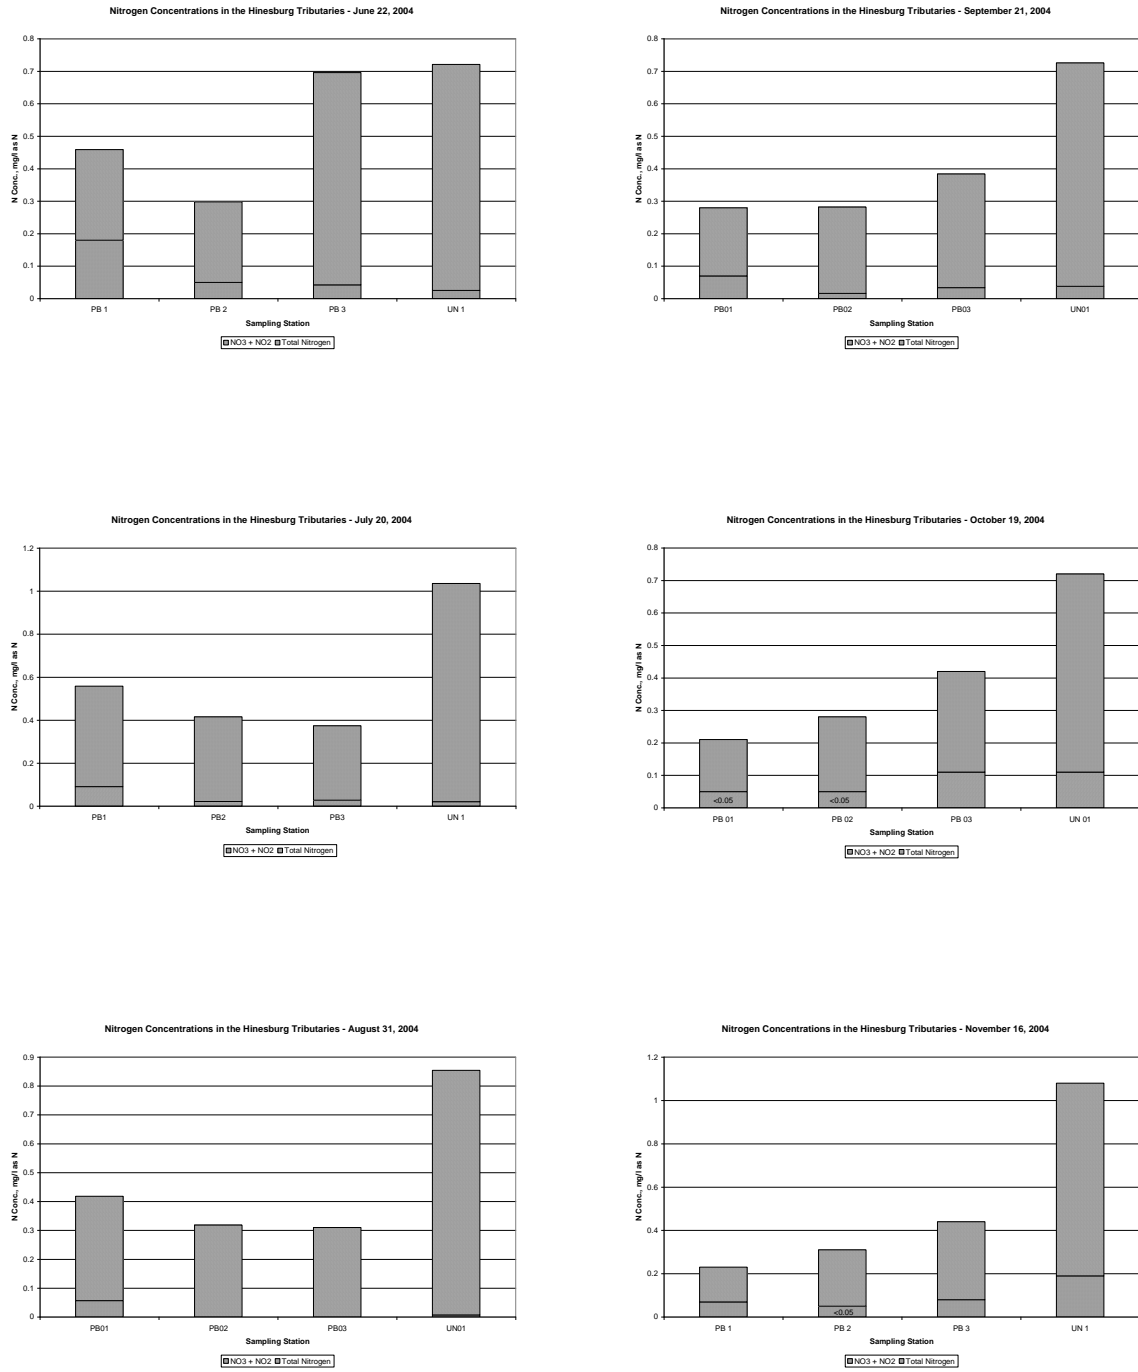 Nitrogen Concentrations in the Hinesburg Tributaries - June 22, 2004
0.8
0.7
0.6
0.5
0.4
0.3
0.2
0.1
0
N Conc., mg/l as N
PB 1 PB 2 PB 3 UN 1
Sampling Station
NO3 + NO2 Total Nitrogen
Nitrogen Concentrations in the Hinesburg Tributaries - September 21, 2004
0.8
0.7
0.6
0.5
0.4
0.3
0.2
0.1
0
N Conc., mg/l as N
PB01 PB02 PB03 UN01
Sampling Station
NO3 + NO2 Total Nitrogen
Nitrogen Concentrations in the Hinesburg Tributaries - July 20, 2004
1.2
1
0.8
0.6
0.4
0.2
0
N Conc., mg/l as N
PB1 PB2 PB3 UN 1
Sampling Station
NO3 + NO2 Total Nitrogen
Nitrogen Concentrations in the Hinesburg Tributaries - October 19, 2004
0.8
0.7
0.6
0.5
0.4
0.3
0.2
0.1
0
N Conc., mg/l as N
<0.05 <0.05
PB 01 PB 02 PB 03 UN 01
Sampling Station
NO3 + NO2 Total Nitrogen
Nitrogen Concentrations in the Hinesburg Tributaries - August 31, 2004
0.9
0.8
0.7
0.6
0.5
0.4
0.3
0.2
0.1
0
N Conc., mg/l as N
PB01 PB02 PB03 UN01
Sampling Station
NO3 + NO2 Total Nitrogen
Nitrogen Concentrations in the Hinesburg Tributaries - November 16, 2004
1.2
1
0.8
0.6
0.4
0.2
0
N Conc., mg/l as N
<0.05
PB 1 PB 2 PB 3 UN 1
Sampling Station
NO3 + NO2 Total Nitrogen